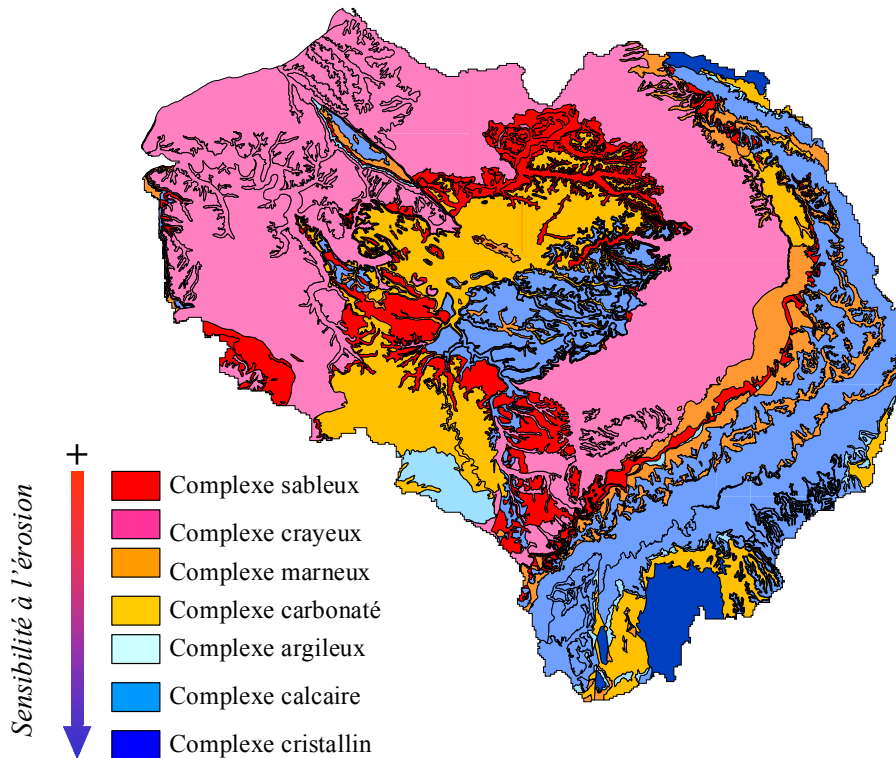 +
Sensibilité à l'érosion
Complexe sableux
Complexe crayeux
Complexe marneux
Complexe carbonaté
Complexe argileux
Complexe calcaire
Complexe cristallin